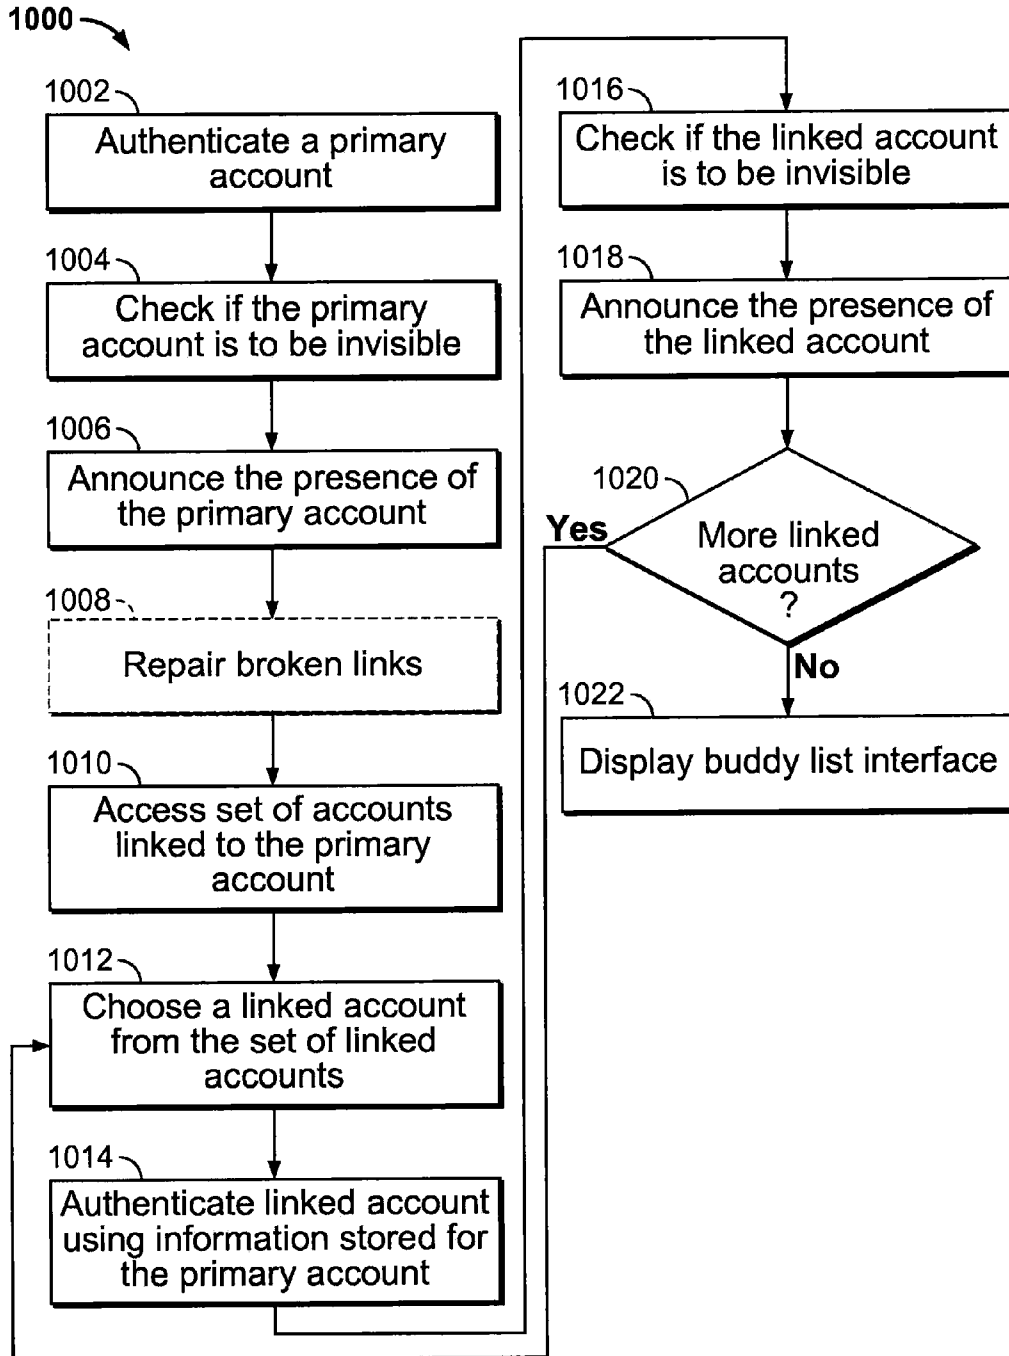 1000
1002
Authenticate a primary
account
1004
Check if the primary
account is to be invisible
1006
Announce the presence of
the primary account
1008
Repair broken links
1010
Access set of accounts
linked to the primary
account
1012
Choose a linked account
from the set of linked
accounts
1014
Authenticate linked account
using information stored for
the primary account
1016
Check if the linked account
is to be invisible
1018
Announce the presence of
the linked account
1020
Yes
More linked
accounts
?
No
1022
Display buddy list interface